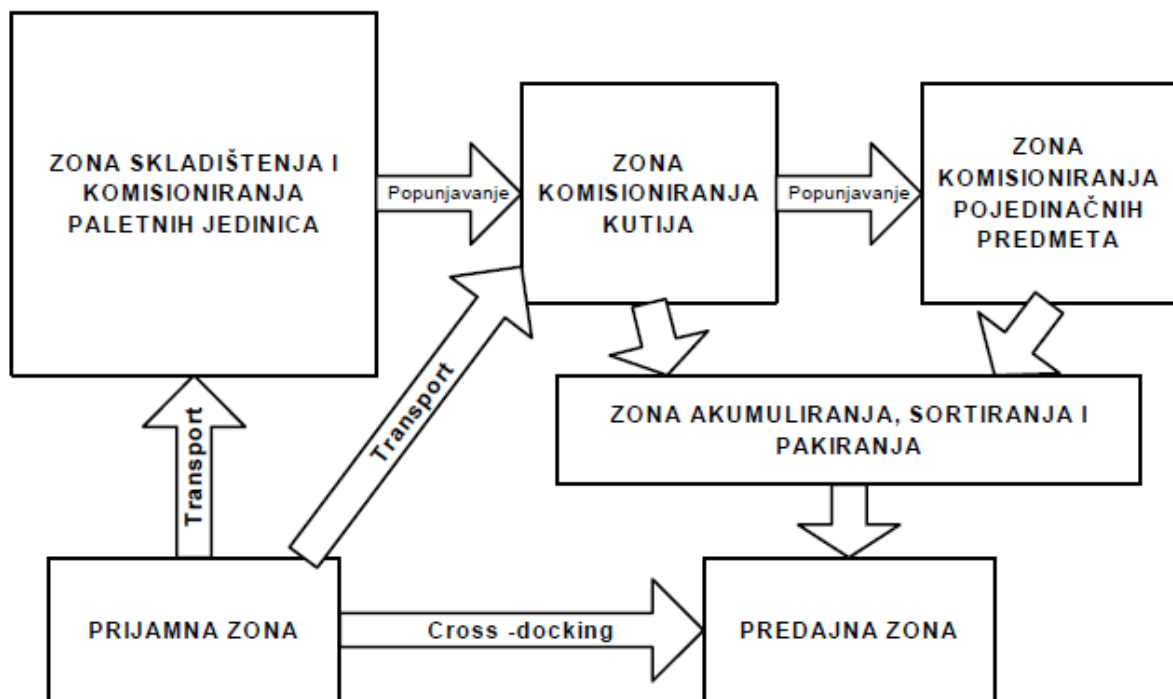 ZONA SKLADIŠTENJA I
KOMISIONIRANJA
PALETNIH JEDINICA
Popunjavanje
ZONA
KOMISIONIRANJA
KUTIJA
Popunjavanje
ZONA
KOMISIONIRANJA
POJEDINAČNIH
PREDMETA
Transport
Transport
ZONA AKUMULIRANJA, SORTIRANJA I
PAKIRANJA
PRIJAMNA ZONA
Cross -docking
PREDAJNA ZONA